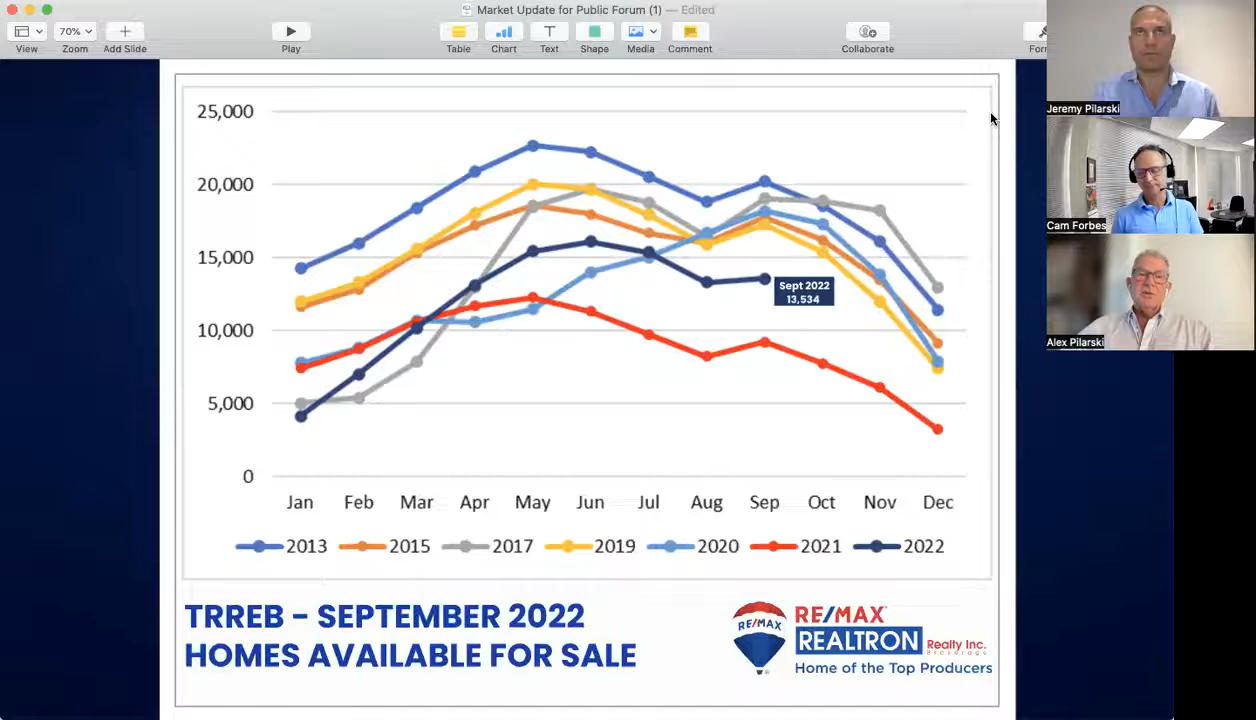 Market Update for Public Forum (1) — Edited
70%
View Zoom Add Slide Play Table Chart Text Shape Media Comment Collaborate
Jeremy Pilarski
Cam Forbes
Alex Pilarski
25,000
20,000
15,000
10,000
5,000
0
Sept 2022
13,534
Jan Feb Mar Apr May Jun Jul Aug Sep Oct Nov Dec
2013 2015 2017 2019 2020 2021 2022
TRREB – SEPTEMBER 2022
HOMES AVAILABLE FOR SALE
RE/MAX
RE/MAX
REALTRON Realty Inc.
Brokerage
Home of the Top Producers